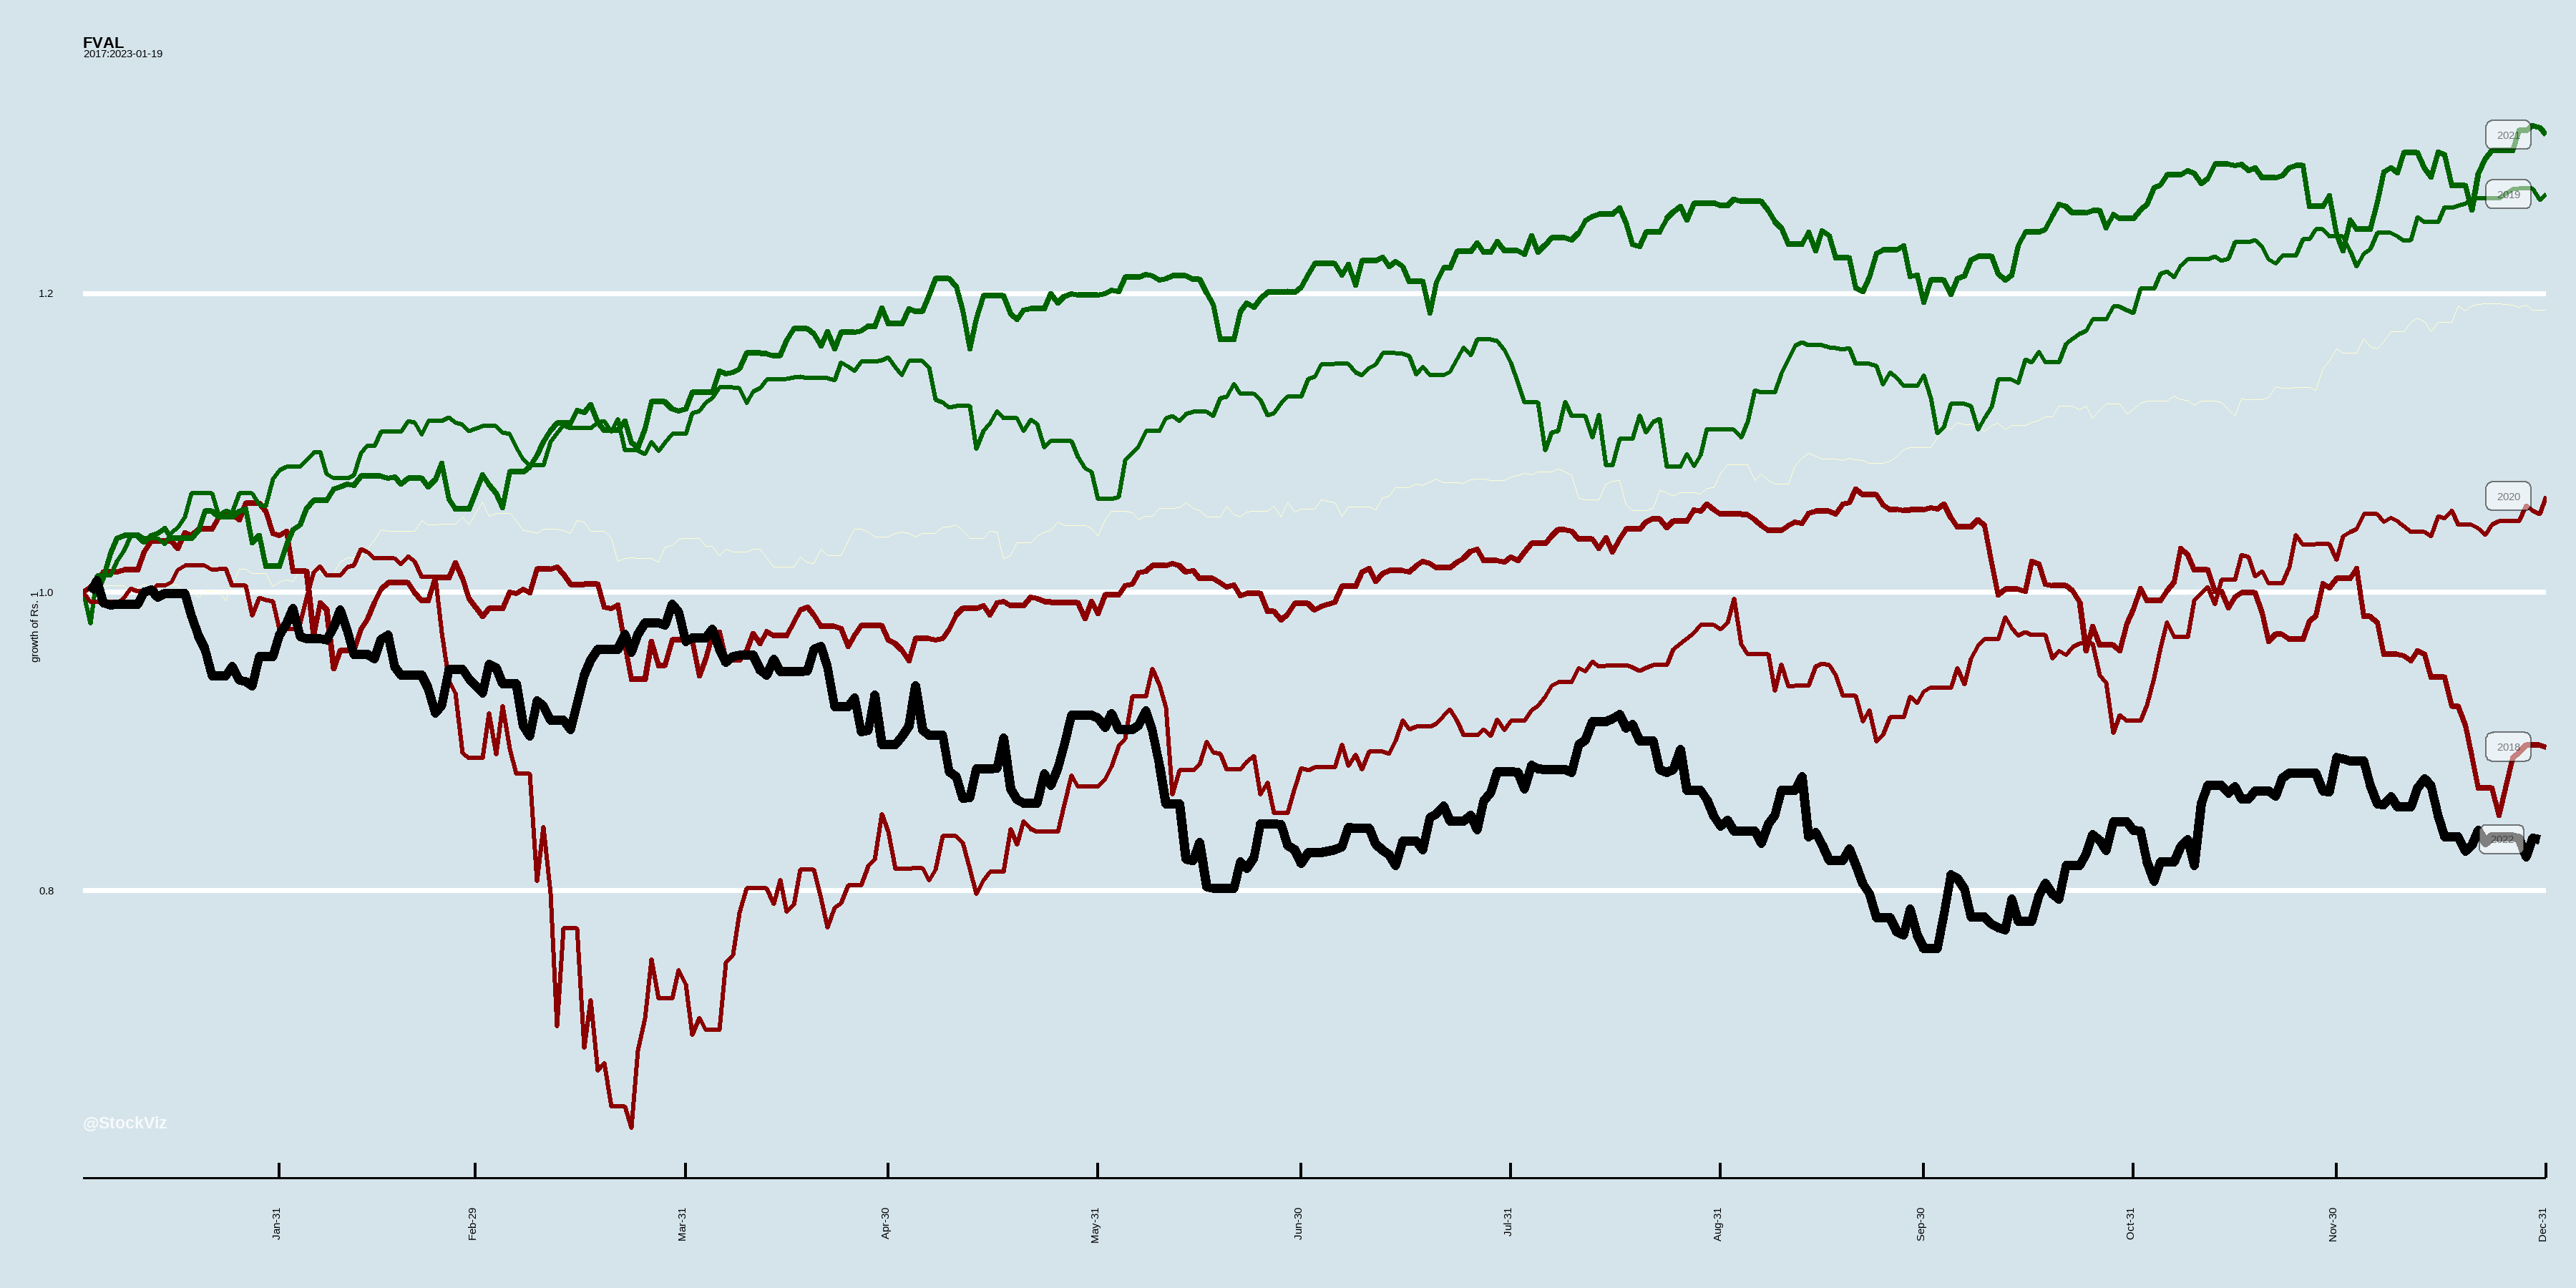 FVAL
2017:2023-01-19
2021
2019
1.2
2020
1.0
growth of Rs. 1
2018
2022
0.8
@StockViz
Jan-31
Feb-29
Mar-31
Apr-30
May-31
Jun-30
Jul-31
Aug-31
Sep-30
Oct-31
Nov-30
Dec-31